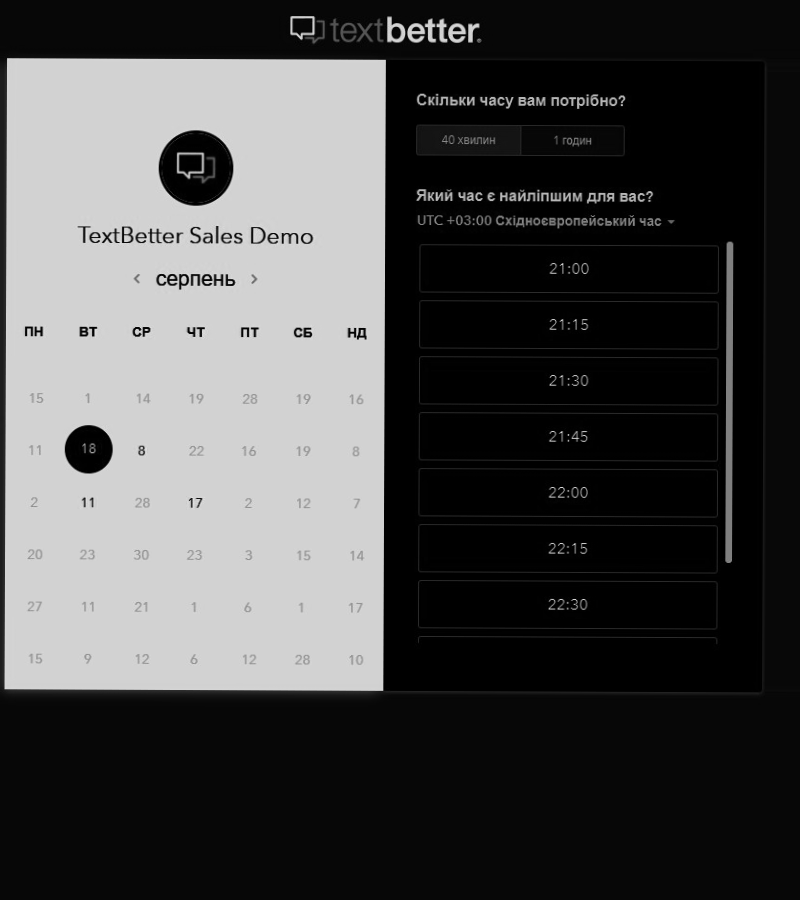 textbetter.
TextBetter Sales Demo
серпень
ПН ВТ СР ЧТ ПТ СБ НД
15 1 14 19 28 19 16
11 18 8 22 16 19 8
2 11 28 17 2 12 7
20 23 30 23 3 15 14
27 11 21 1 6 1 17
15 9 12 6 12 28 10
Скільки часу вам потрібно?
40 хвилин 1 годин
Який час є найліпшим для вас?
UTC +03:00 Східноєвропейський час
21:00
21:15
21:30
21:45
22:00
22:15
22:30